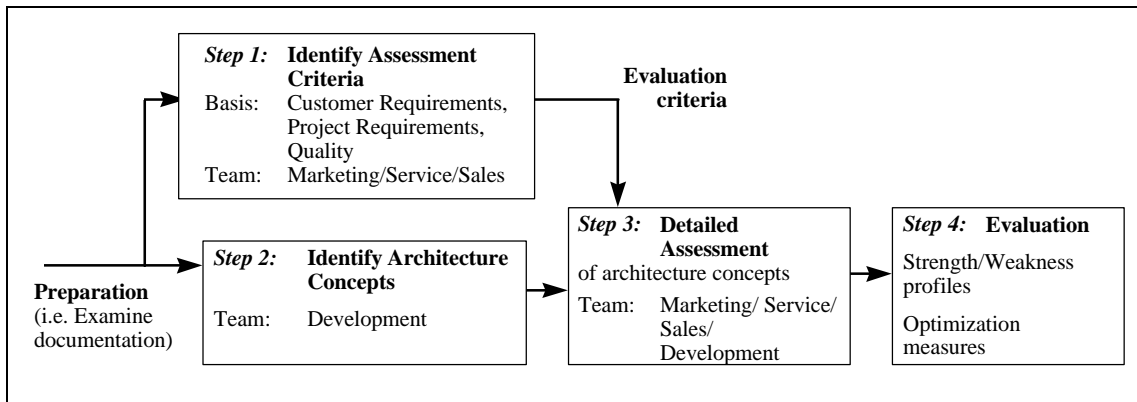 Step 1: Identify Assessment
Criteria
Basis: Customer Requirements,
Project Requirements,
Quality
Team: Marketing/Service/Sales
Evaluation
criteria
Preparation
(i.e. Examine
documentation)
Step 2: Identify Architecture
Concepts
Team: Development
Step 3: Detailed
Assessment
of architecture concepts
Team: Marketing/ Service/
Sales/
Development
Step 4: Evaluation
Strength/Weakness
profiles
Optimization
measures